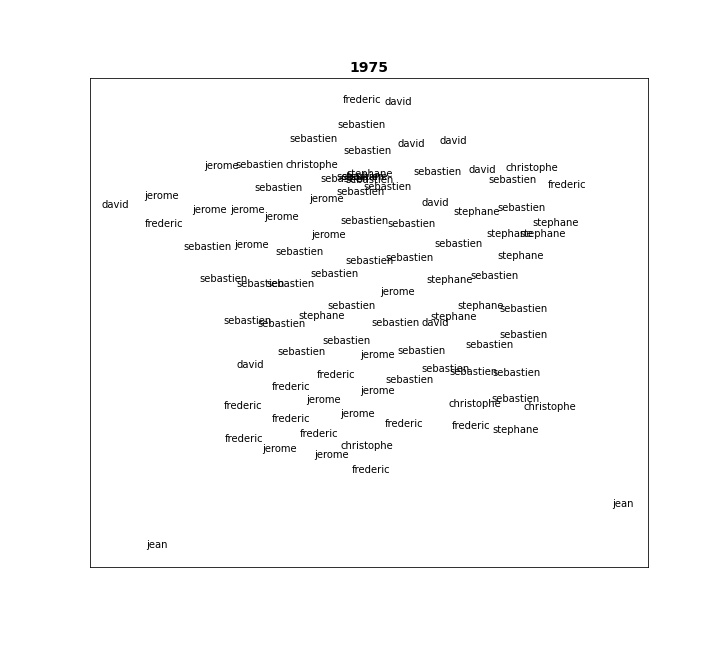 1975
frederic david
sebastien
sebastien
david david
sebastien
jerome sebastien christophe
christophe
sebastien david
stephane
sebastien
sebastien
sebastien
frederic
sebastien sebastien
sebastien
jerome
jerome
david
david
jerome jerome
stephane sebastien
jerome
frederic
sebastien sebastien
stephane
jerome
stephane stephane
sebastien jerome
sebastien
sebastien
stephane
sebastien sebastien
sebastien
stephane sebastien
sebastien
sebastien sebastien
jerome
sebastien
stephane sebastien
stephane
stephane
sebastien sebastien
sebastien david
sebastien
sebastien
sebastien
sebastien jerome sebastien
david
sebastien
sebastien sebastien
frederic
sebastien
frederic
jerome
jerome
sebastien
frederic
christophe christophe
jerome
frederic
frederic
frederic
stephane
frederic
frederic
jerome
christophe
jerome
frederic
jean
jean